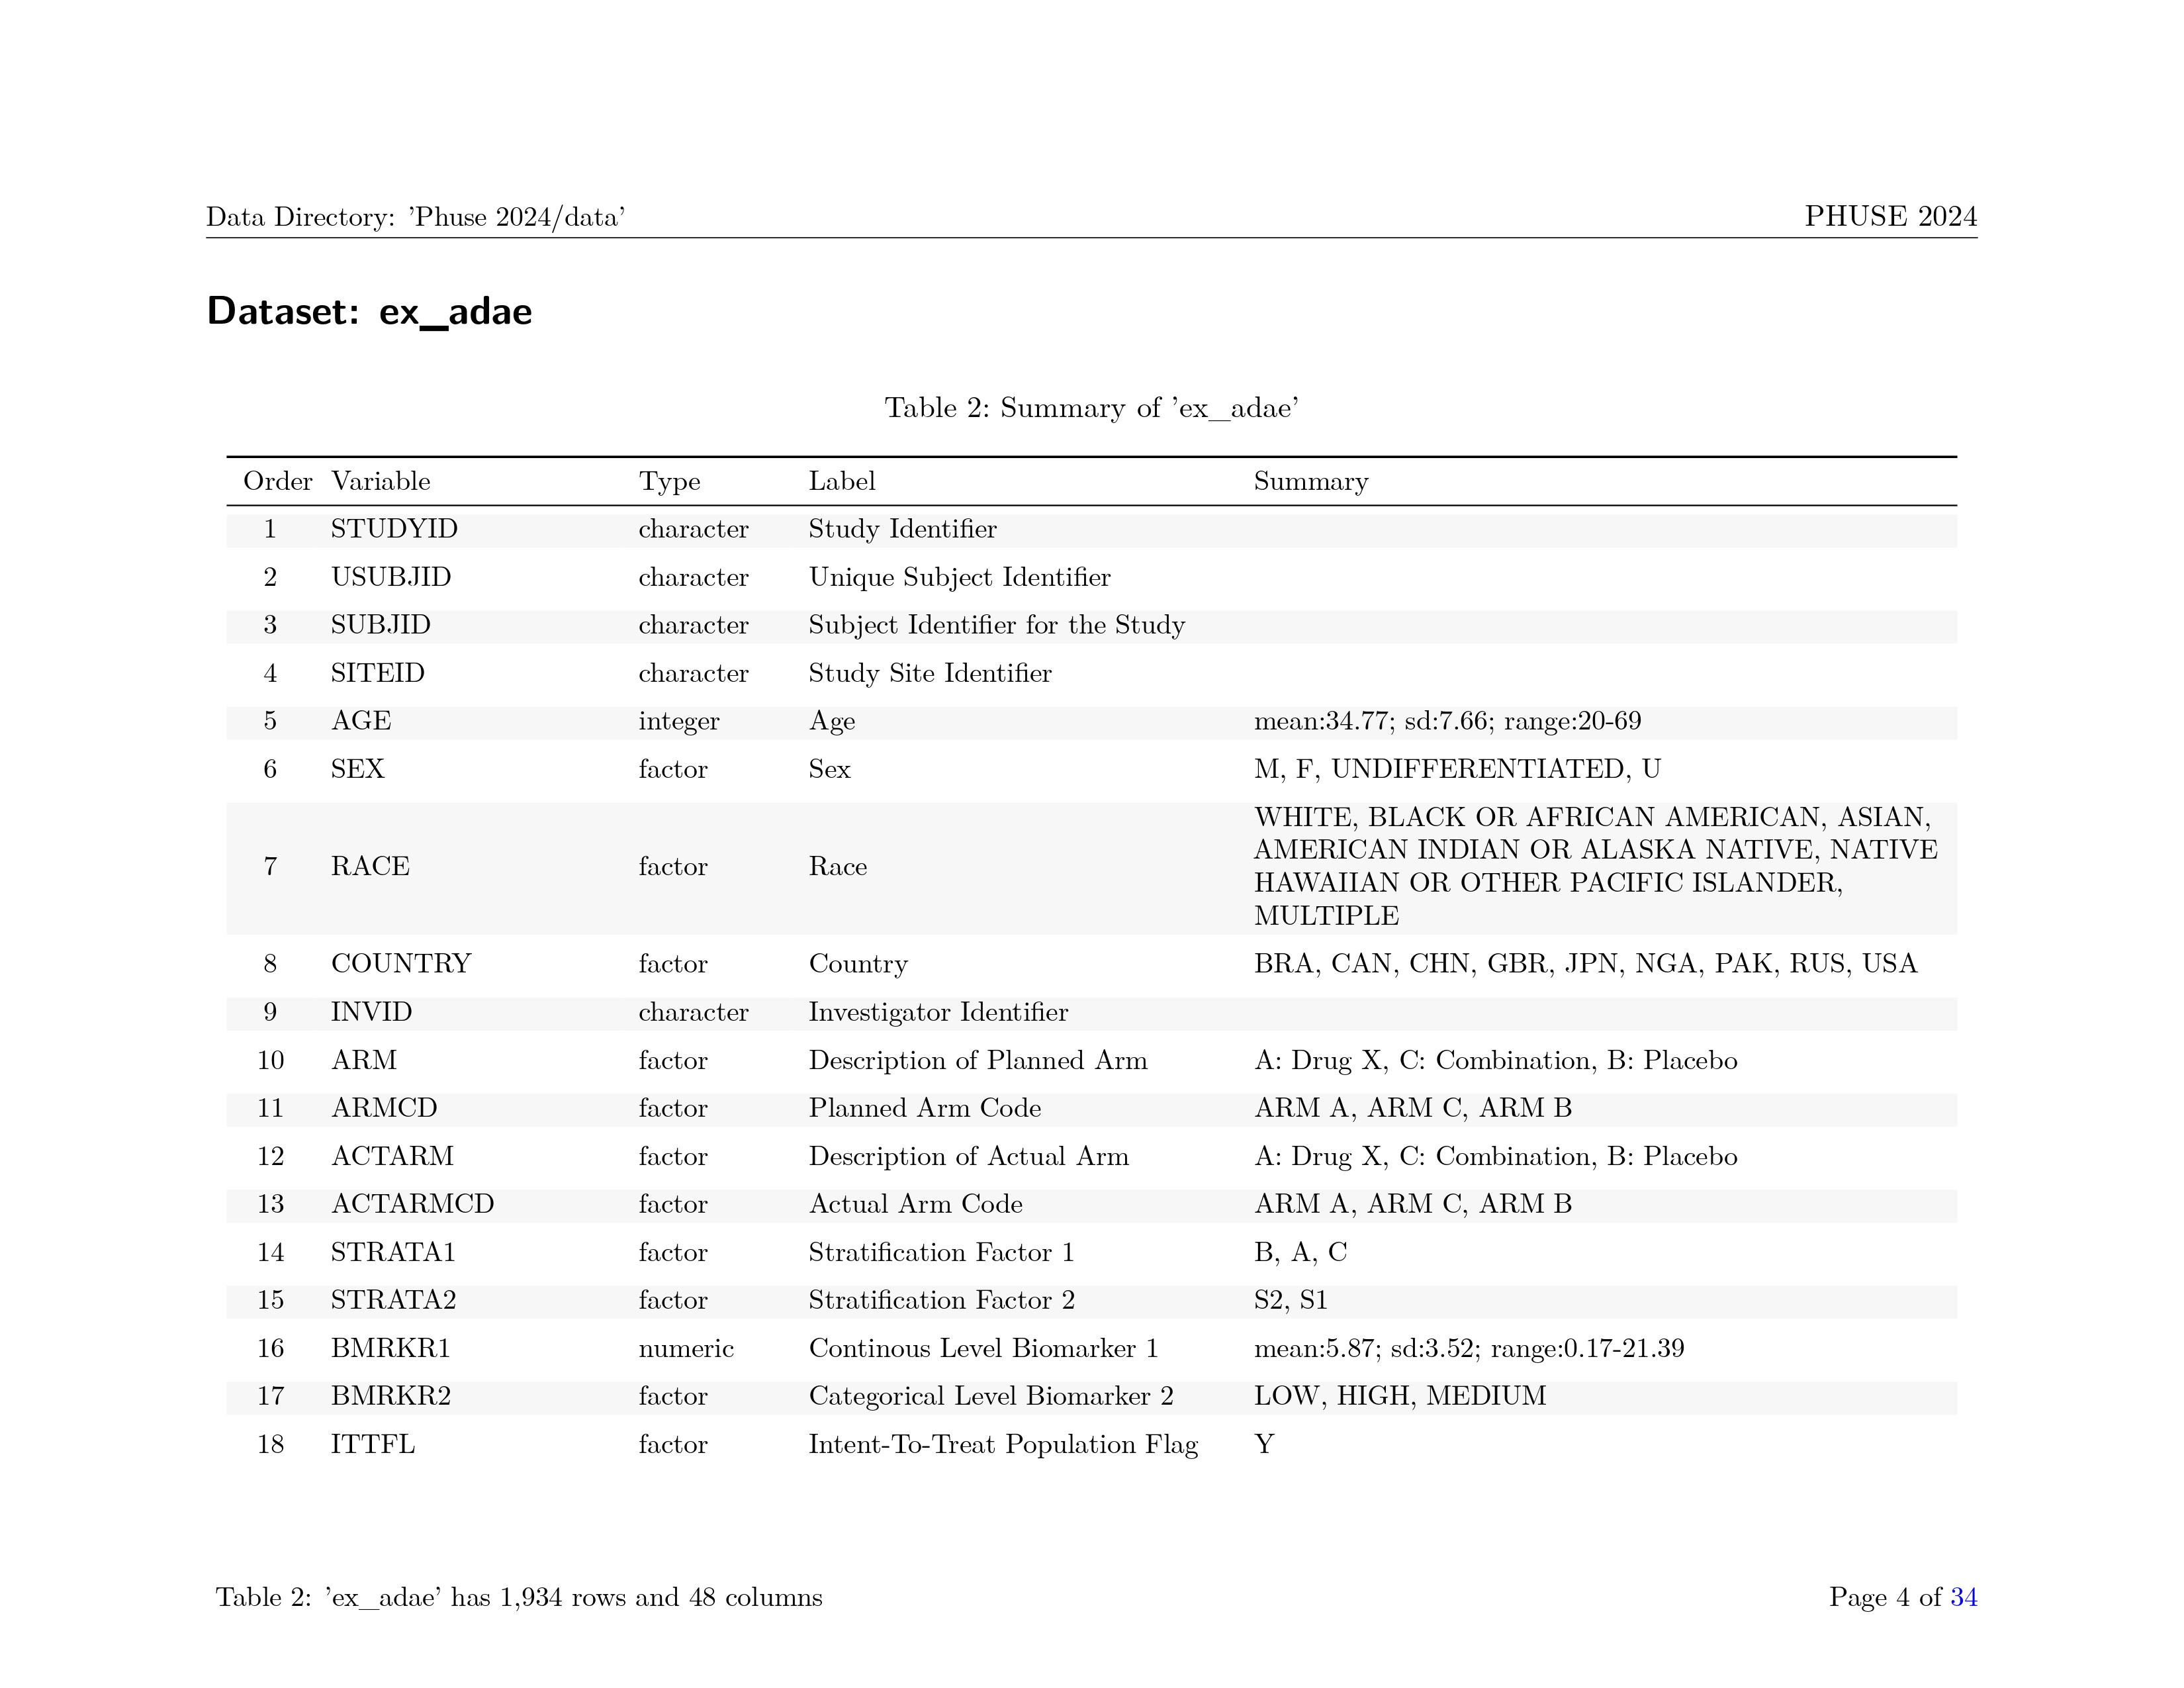 Data Directory: ’Phuse 2024/data’ PHUSE 2024
Dataset: ex_adae
Table 2: Summary of ’ex_adae’
Order Variable Type Label Summary
1 STUDYID character Study Identifier
2 USUBJID character Unique Subject Identifier
3 SUBJID character Subject Identifier for the Study
4 SITEID character Study Site Identifier
5 AGE integer Age mean:34.77; sd:7.66; range:20-69
6 SEX factor Sex M, F, UNDIFFERENTIATED, U
7 RACE factor Race WHITE, BLACK OR AFRICAN AMERICAN, ASIAN,
AMERICAN INDIAN OR ALASKA NATIVE, NATIVE
HAWAIIAN OR OTHER PACIFIC ISLANDER,
MULTIPLE
8 COUNTRY factor Country BRA, CAN, CHN, GBR, JPN, NGA, PAK, RUS, USA
9 INVID character Investigator Identifier
10 ARM factor Description of Planned Arm A: Drug X, C: Combination, B: Placebo
11 ARMCD factor Planned Arm Code ARM A, ARM C, ARM B
12 ACTARM factor Description of Actual Arm A: Drug X, C: Combination, B: Placebo
13 ACTARMCD factor Actual Arm Code ARM A, ARM C, ARM B
14 STRATA1 factor Stratification Factor 1 B, A, C
15 STRATA2 factor Stratification Factor 2 S2, S1
16 BMRKR1 numeric Continous Level Biomarker 1 mean:5.87; sd:3.52; range:0.17-21.39
17 BMRKR2 factor Categorical Level Biomarker 2 LOW, HIGH, MEDIUM
18 ITTFL factor Intent-To-Treat Population Flag Y
Table 2: ’ex_adae’ has 1,934 rows and 48 columns Page 4 of 34